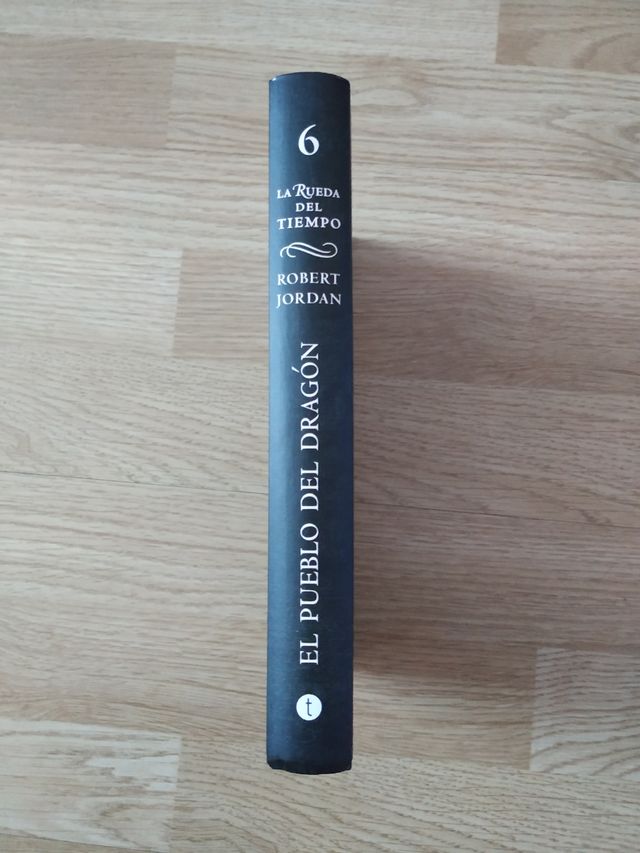 6
LA RUEDA
DEL
TIEMPO
ROBERT
JORDAN
EL PUEBLO DEL DRAGÓN
t